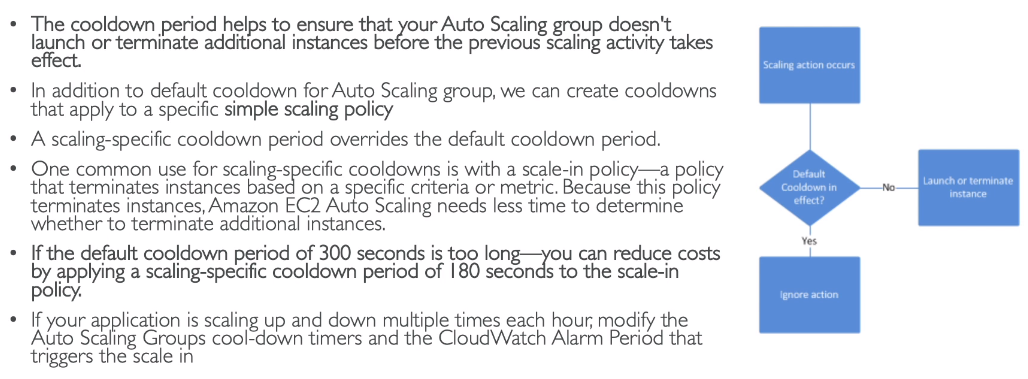 • The cooldown period helps to ensure that your Auto Scaling group doesn't
launch or terminate additional instances before the previous scaling activity takes
effect.
• In addition to default cooldown for Auto Scaling group, we can create cooldowns
that apply to a specific simple scaling policy
• A scaling-specific cooldown period overrides the default cooldown period.
• One common use for scaling-specific cooldowns is with a scale-in policy—a policy
that terminates instances based on a specific criteria or metric. Because this policy
terminates instances, Amazon EC2 Auto Scaling needs less time to determine
whether to terminate additional instances.
• If the default cooldown period of 300 seconds is too long—you can reduce costs
by applying a scaling-specific cooldown period of 180 seconds to the scale-in
policy.
• If your application is scaling up and down multiple times each hour, modify the
Auto Scaling Groups cool-down timers and the CloudWatch Alarm Period that
triggers the scale in
Scaling action occurs
Default
Cooldown in
effect?
No
Launch or terminate
instance
Yes
Ignore action